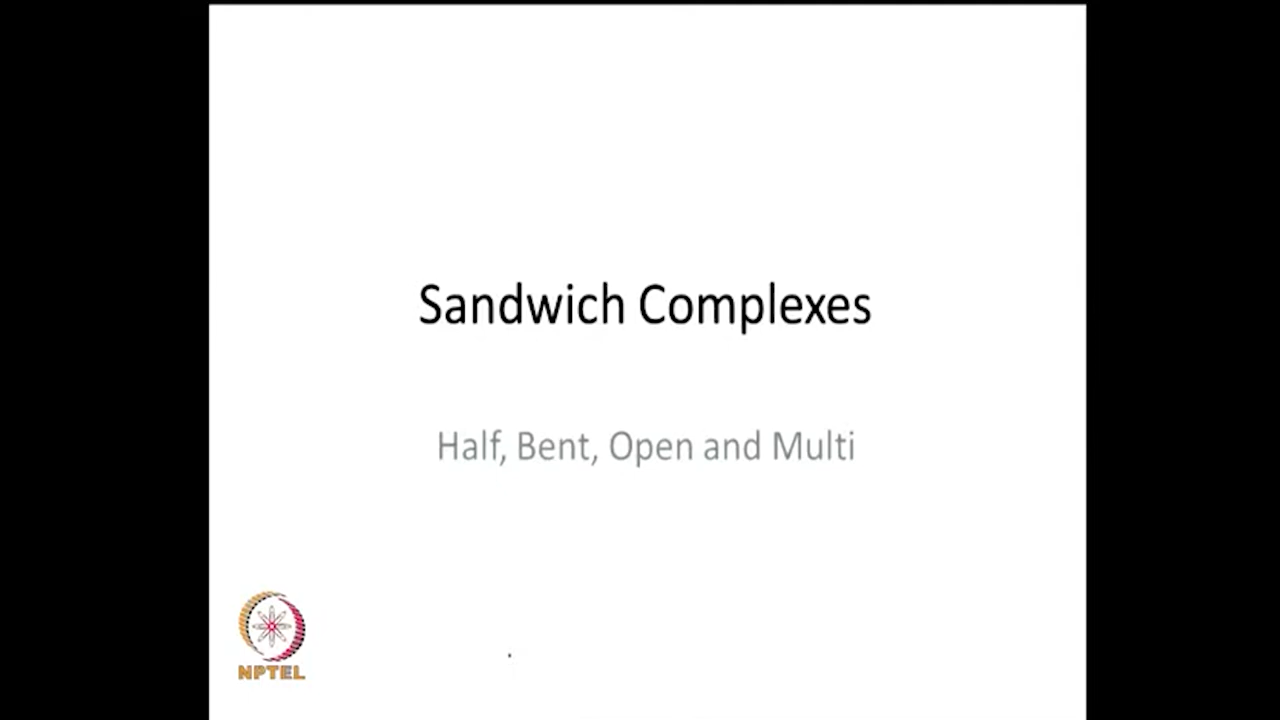 Sandwich Complexes
Half, Bent, Open and Multi
NPTEL